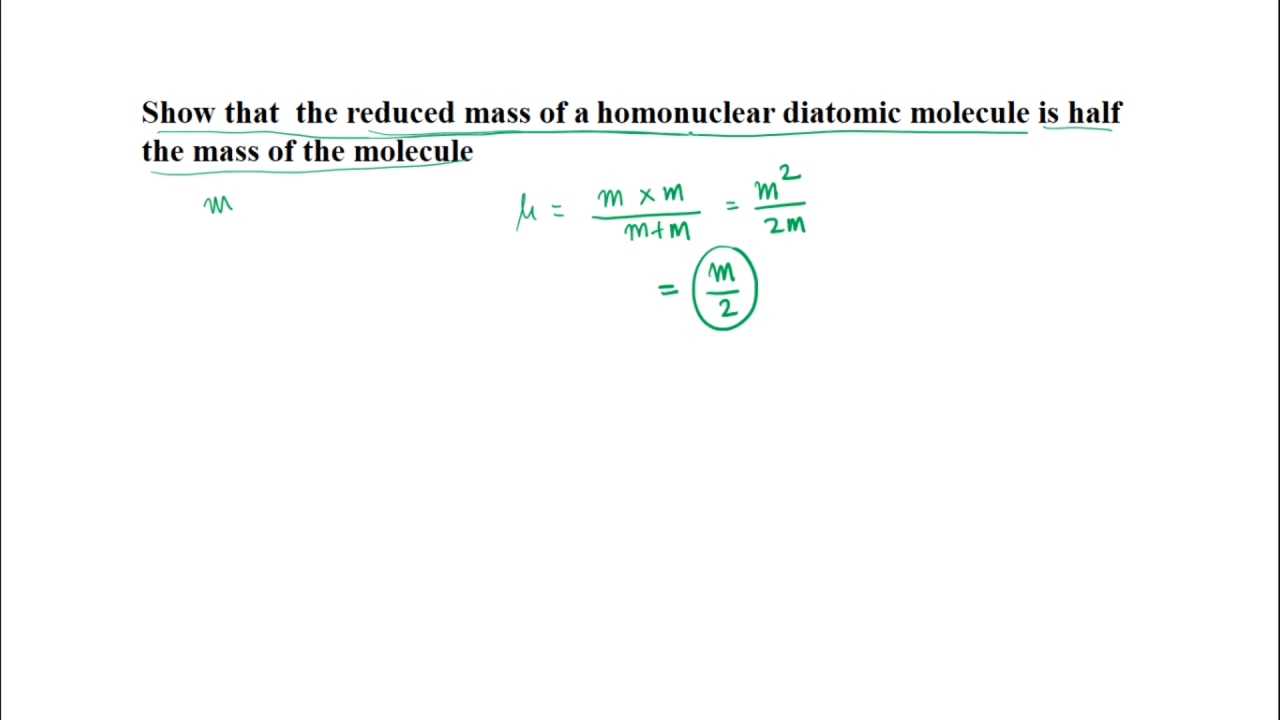 Show that the reduced mass of a homonuclear diatomic molecule is half
the mass of the molecule
m
μ = m × m / m+m = m² / 2m
= m / 2